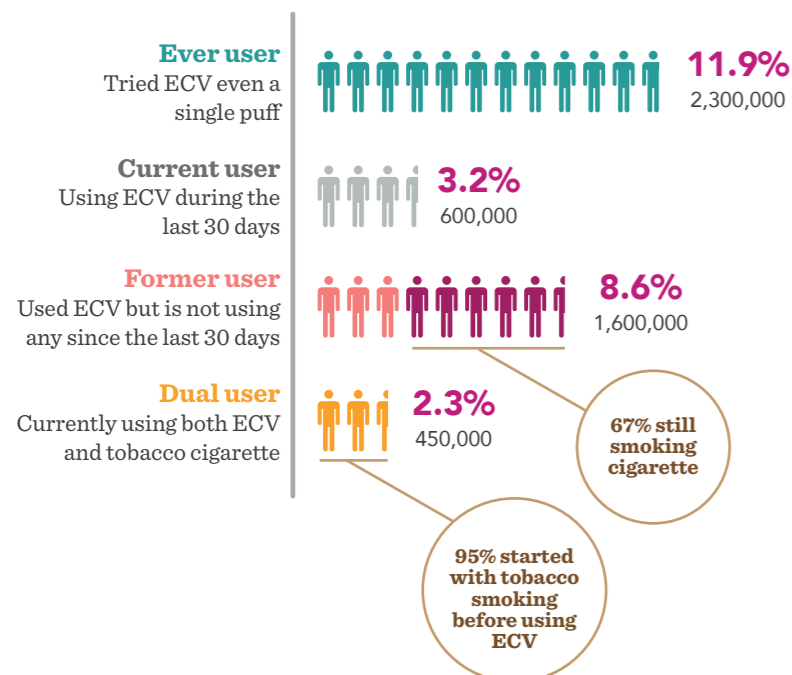 Ever user
Tried ECV even a
single puff
11.9%
2,300,000
Current user
Using ECV during the
last 30 days
3.2%
600,000
Former user
Used ECV but is not using
any since the last 30 days
8.6%
1,600,000
67% still
smoking
cigarette
Dual user
Currently using both ECV
and tobacco cigarette
2.3%
450,000
95% started
with tobacco
smoking
before using
ECV